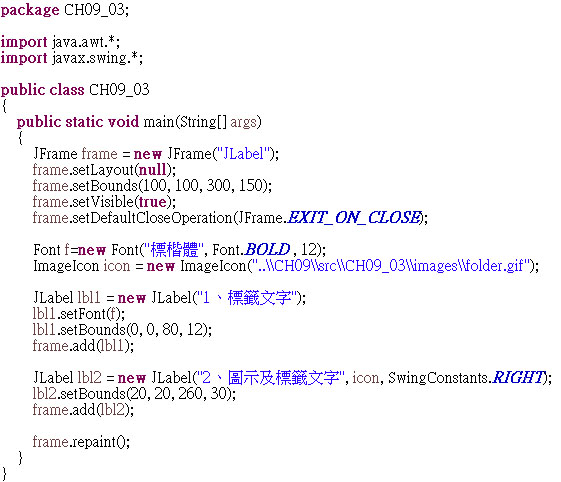 package CH09_03;
import java.awt.*;
import javax.swing.*;
public class CH09_03
{
public static void main(String[] args)
{
JFrame frame = new JFrame("JLabel");
frame.setLayout(null);
frame.setBounds(100, 100, 300, 150);
frame.setVisible(true);
frame.setDefaultCloseOperation(JFrame.EXIT_ON_CLOSE);
Font f=new Font("標楷體", Font.BOLD , 12);
ImageIcon icon = new ImageIcon("..\\CH09\\src\\CH09_03\\images\\folder.gif");
JLabel lbl1 = new JLabel("1、標籤文字");
lbl1.setFont(f);
lbl1.setBounds(0, 0, 80, 12);
frame.add(lbl1);
JLabel lbl2 = new JLabel("2、圖示及標籤文字", icon, SwingConstants.RIGHT);
lbl2.setBounds(20, 20, 260, 30);
frame.add(lbl2);
frame.repaint();
}
}